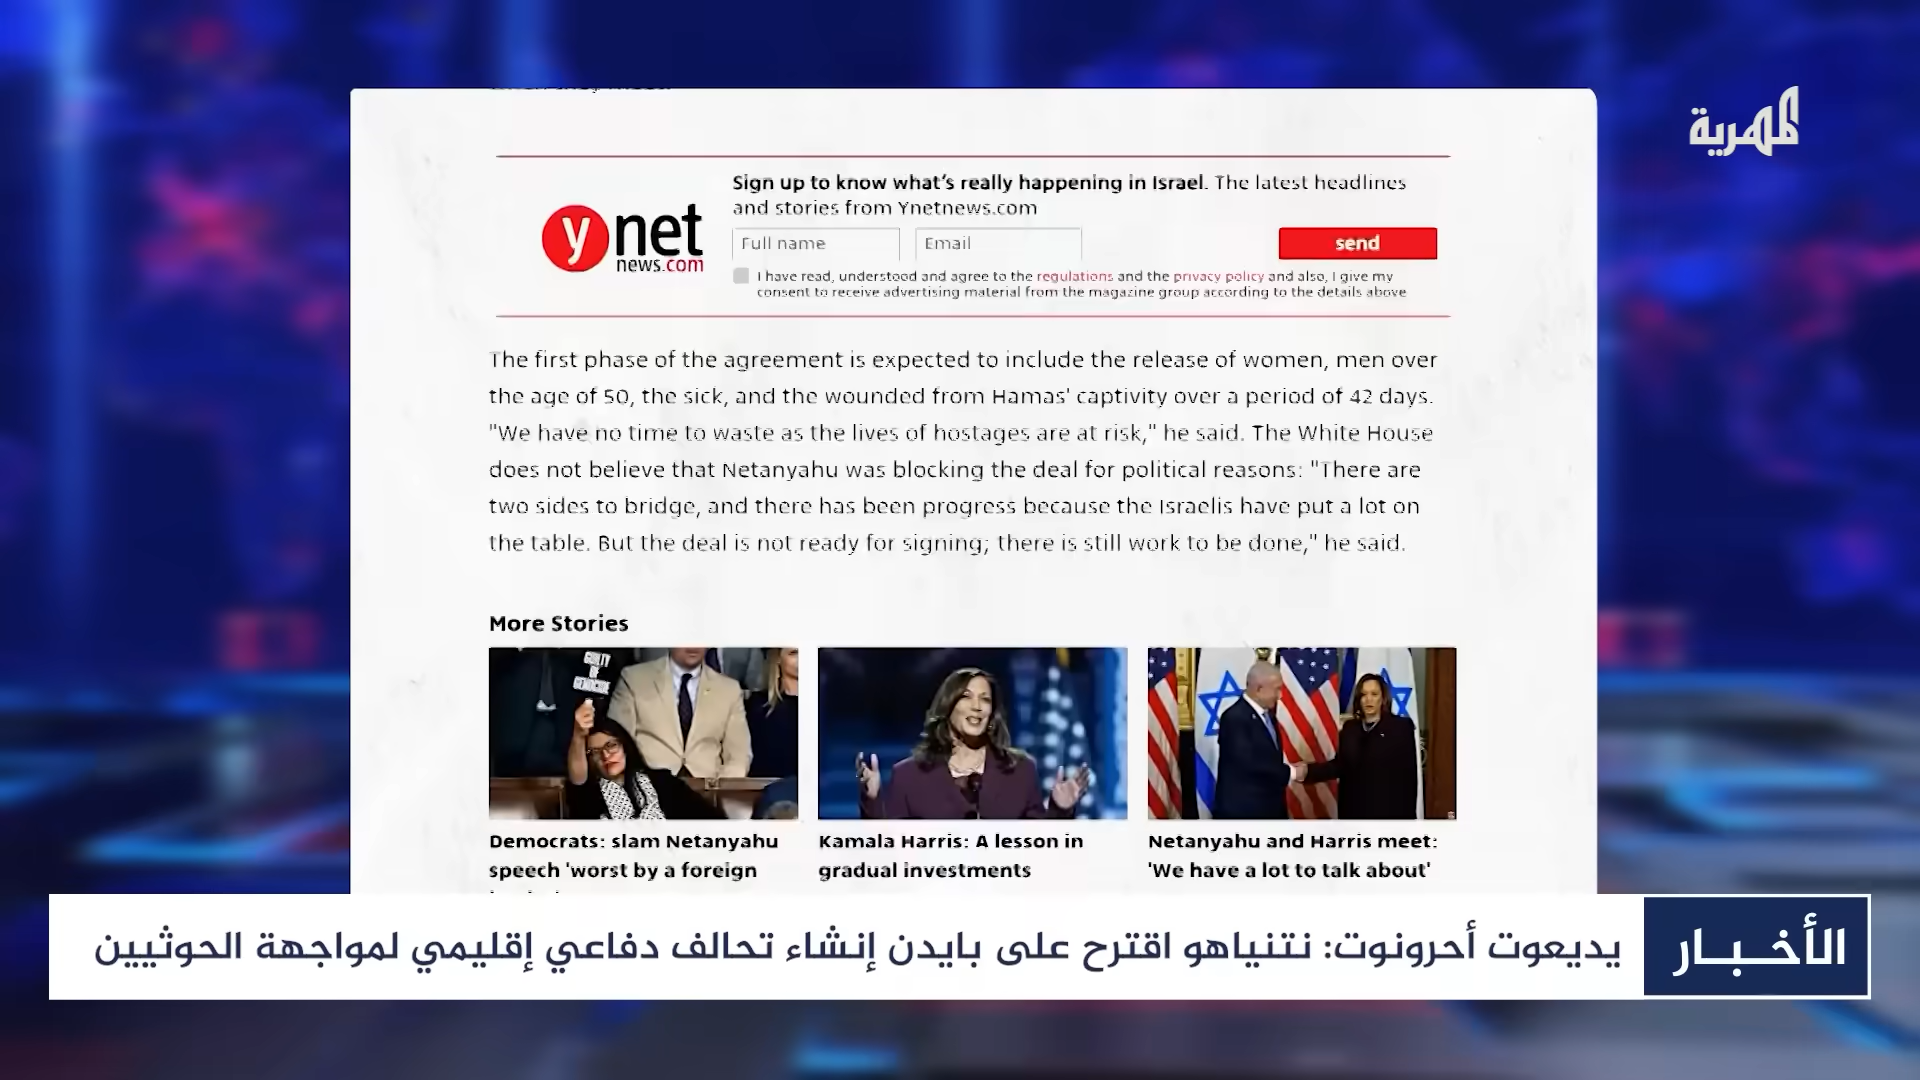 المهرية
Sign up to know what's really happening in Israel. The latest headlines
and stories from Ynetnews.com
ynet
news.com
Full name
Email
send
I have read, understood and agree to the regulations and the privacy policy and also, I give my
consent to receive advertising material from the magazine group according to the details above
The first phase of the agreement is expected to include the release of women, men over
the age of 50, the sick, and the wounded from Hamas' captivity over a period of 42 days.
"We have no time to waste as the lives of hostages are at risk," he said. The White House
does not believe that Netanyahu was blocking the deal for political reasons: "There are
two sides to bridge, and there has been progress because the Israelis have put a lot on
the table. But the deal is not ready for signing; there is still work to be done," he said.
More Stories
GUILTY
OF
GENOCIDE
Democrats: slam Netanyahu
speech 'worst by a foreign
Kamala Harris: A lesson in
gradual investments
Netanyahu and Harris meet:
'We have a lot to talk about'
الأخبار
يديعوت أحرونوت: نتنياهو اقترح على بايدن إنشاء تحالف دفاعي إقليمي لمواجهة الحوثيين